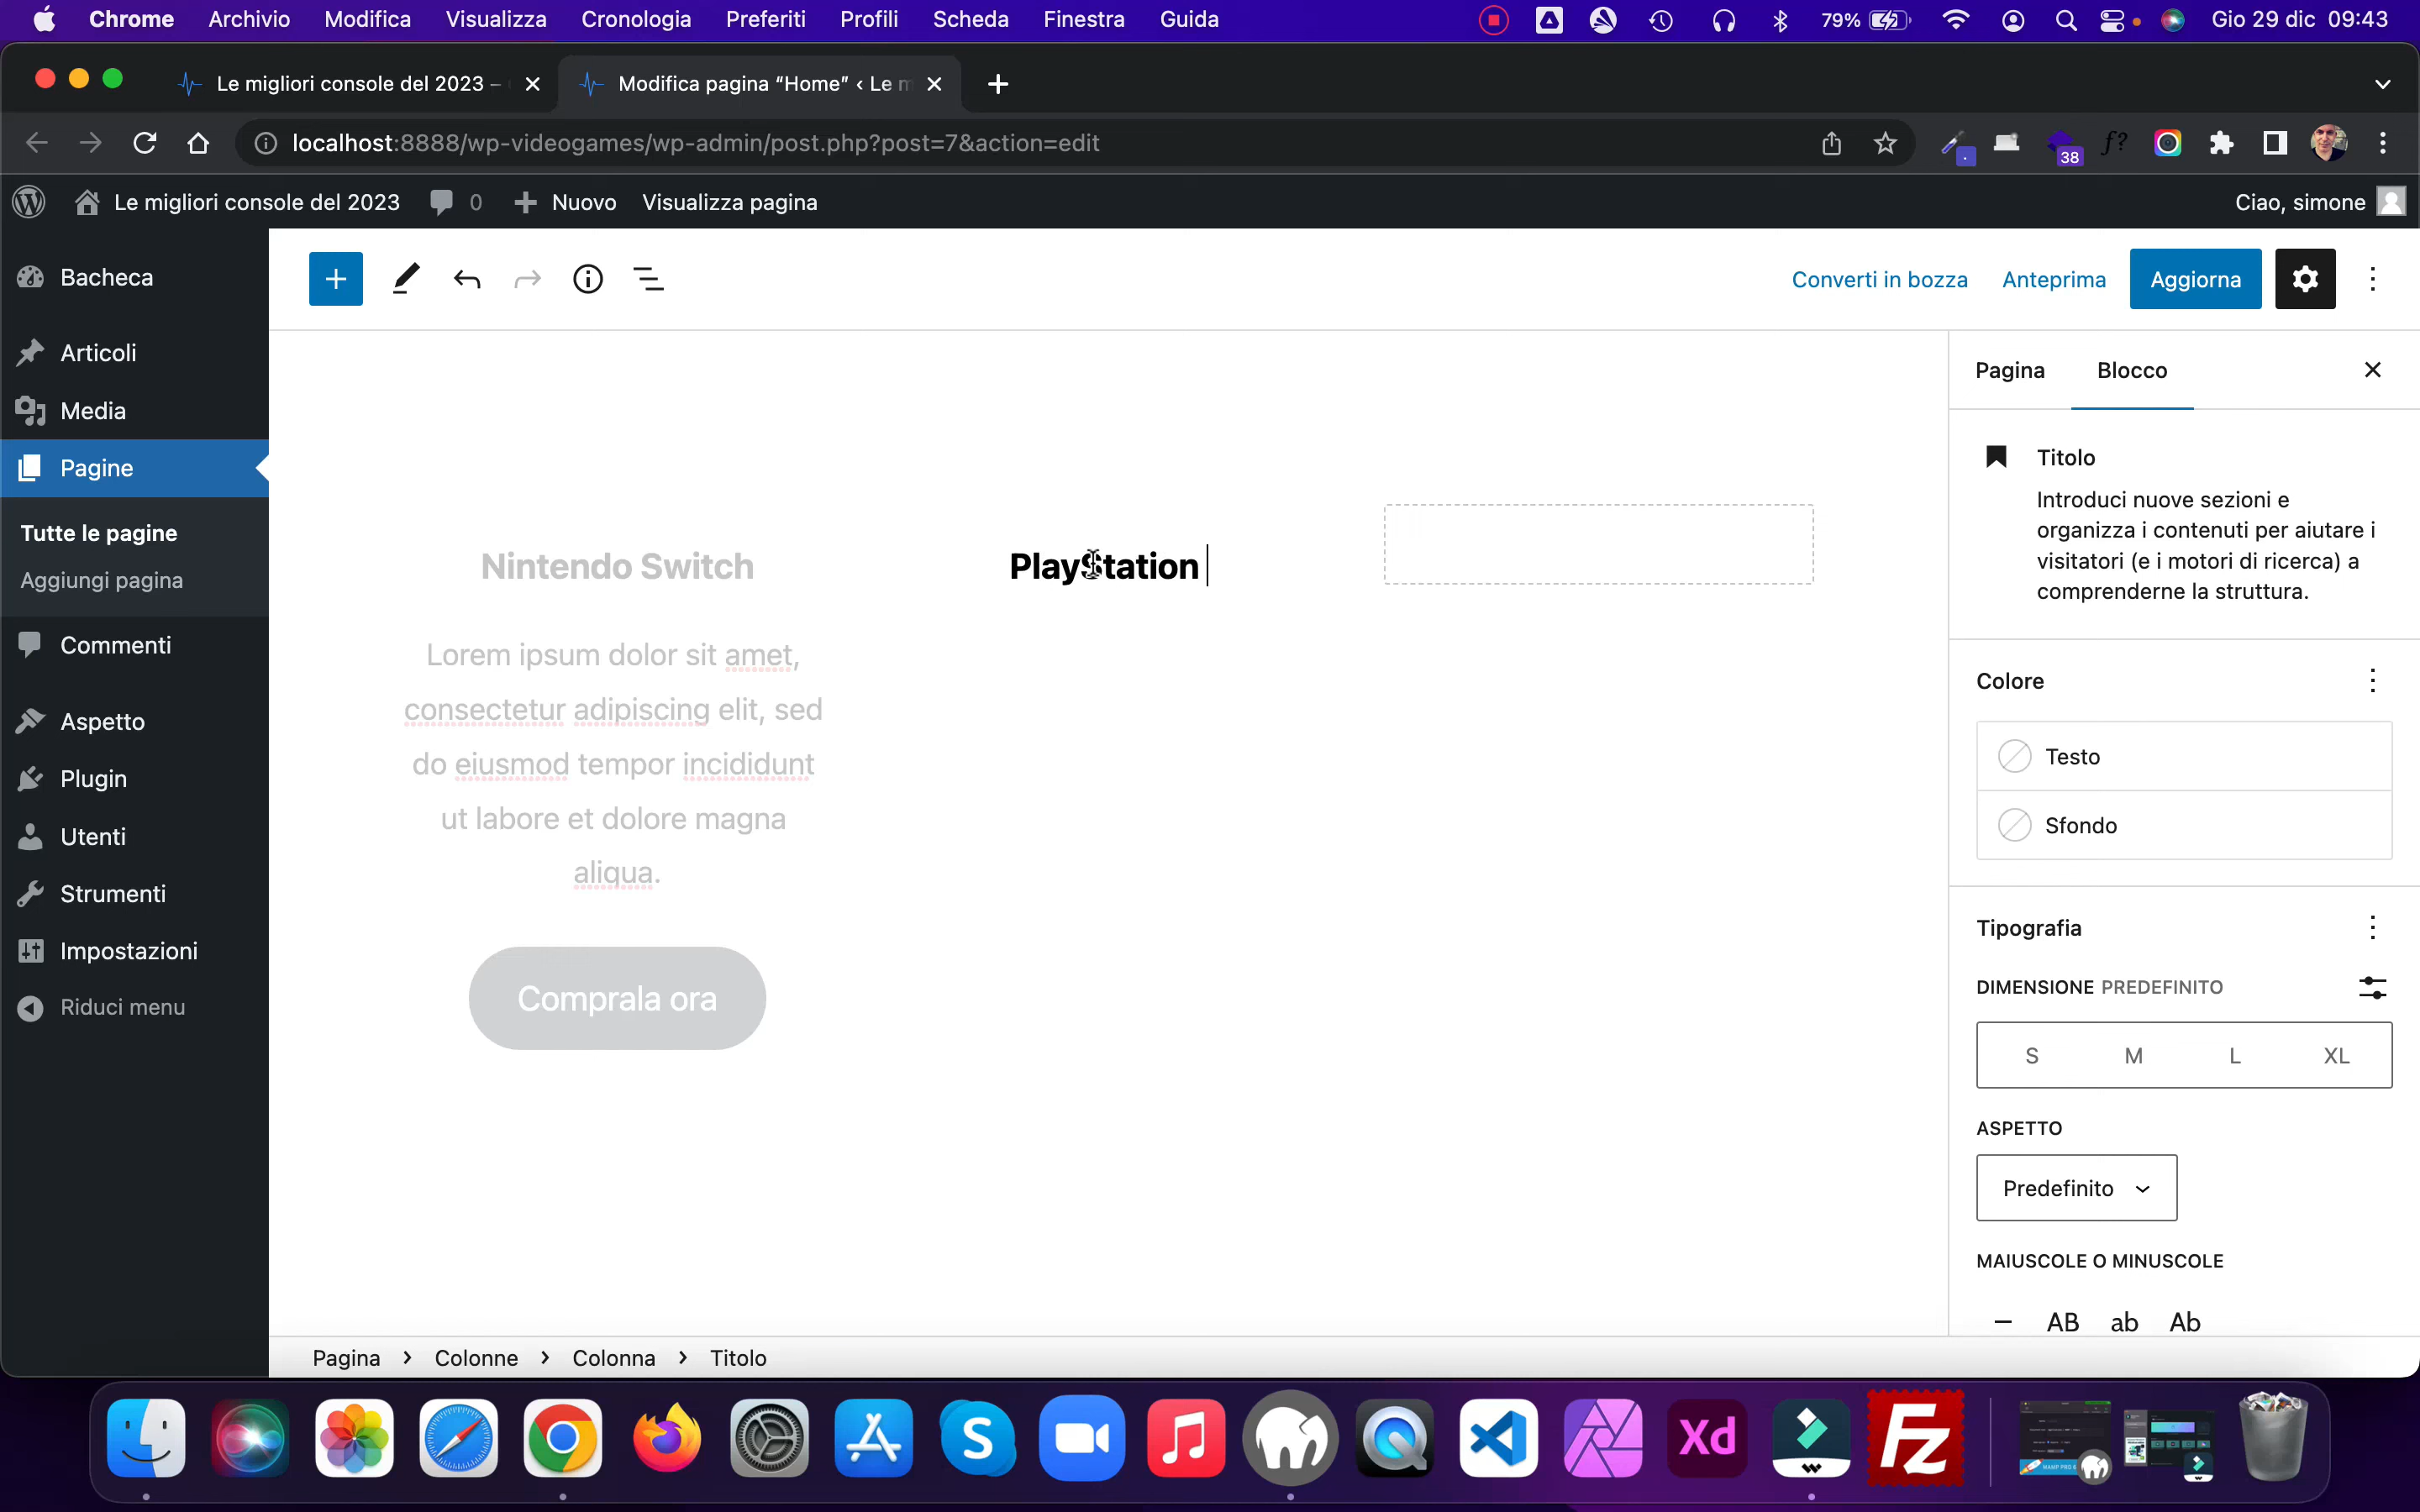 Chrome Archivio Modifica Visualizza Cronologia Preferiti Profili Scheda Finestra Guida 79% Gio 29 dic 09:43
Le migliori console del 2023 – Modifica pagina “Home” ‹ Le m
localhost:8888/wp-videogames/wp-admin/post.php?post=7&action=edit f? 38
Le migliori console del 2023 0 Nuovo Visualizza pagina Ciao, simone
Bacheca
Articoli
Media
Pagine
Tutte le pagine
Aggiungi pagina
Commenti
Aspetto
Plugin
Utenti
Strumenti
Impostazioni
Riduci menu
Converti in bozza Anteprima Aggiorna
Nintendo Switch
Lorem ipsum dolor sit amet,
consectetur adipiscing elit, sed
do eiusmod tempor incididunt
ut labore et dolore magna
aliqua.
Comprala ora
PlayStation
Pagina Blocco
Titolo
Introduci nuove sezioni e
organizza i contenuti per aiutare i
visitatori (e i motori di ricerca) a
comprenderne la struttura.
Colore
Testo
Sfondo
Tipografia
DIMENSIONE PREDEFINITO
S M L XL
ASPETTO
Predefinito
MAIUSCOLE O MINUSCOLE
— AB ab Ab
Pagina › Colonne › Colonna › Titolo
S Xd Fz